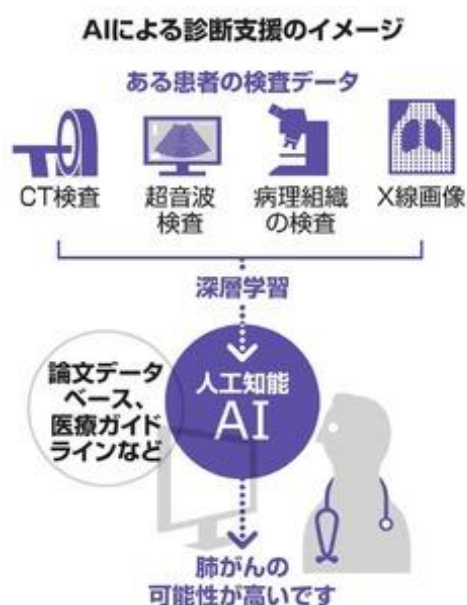 AIによる診断支援のイメージ
ある患者の検査データ
CT検査
超音波
検査
病理組織
の検査
X線画像
深層学習
論文データ
ベース、
医療ガイド
ラインなど
人工知能
AI
肺がんの
可能性が高いです